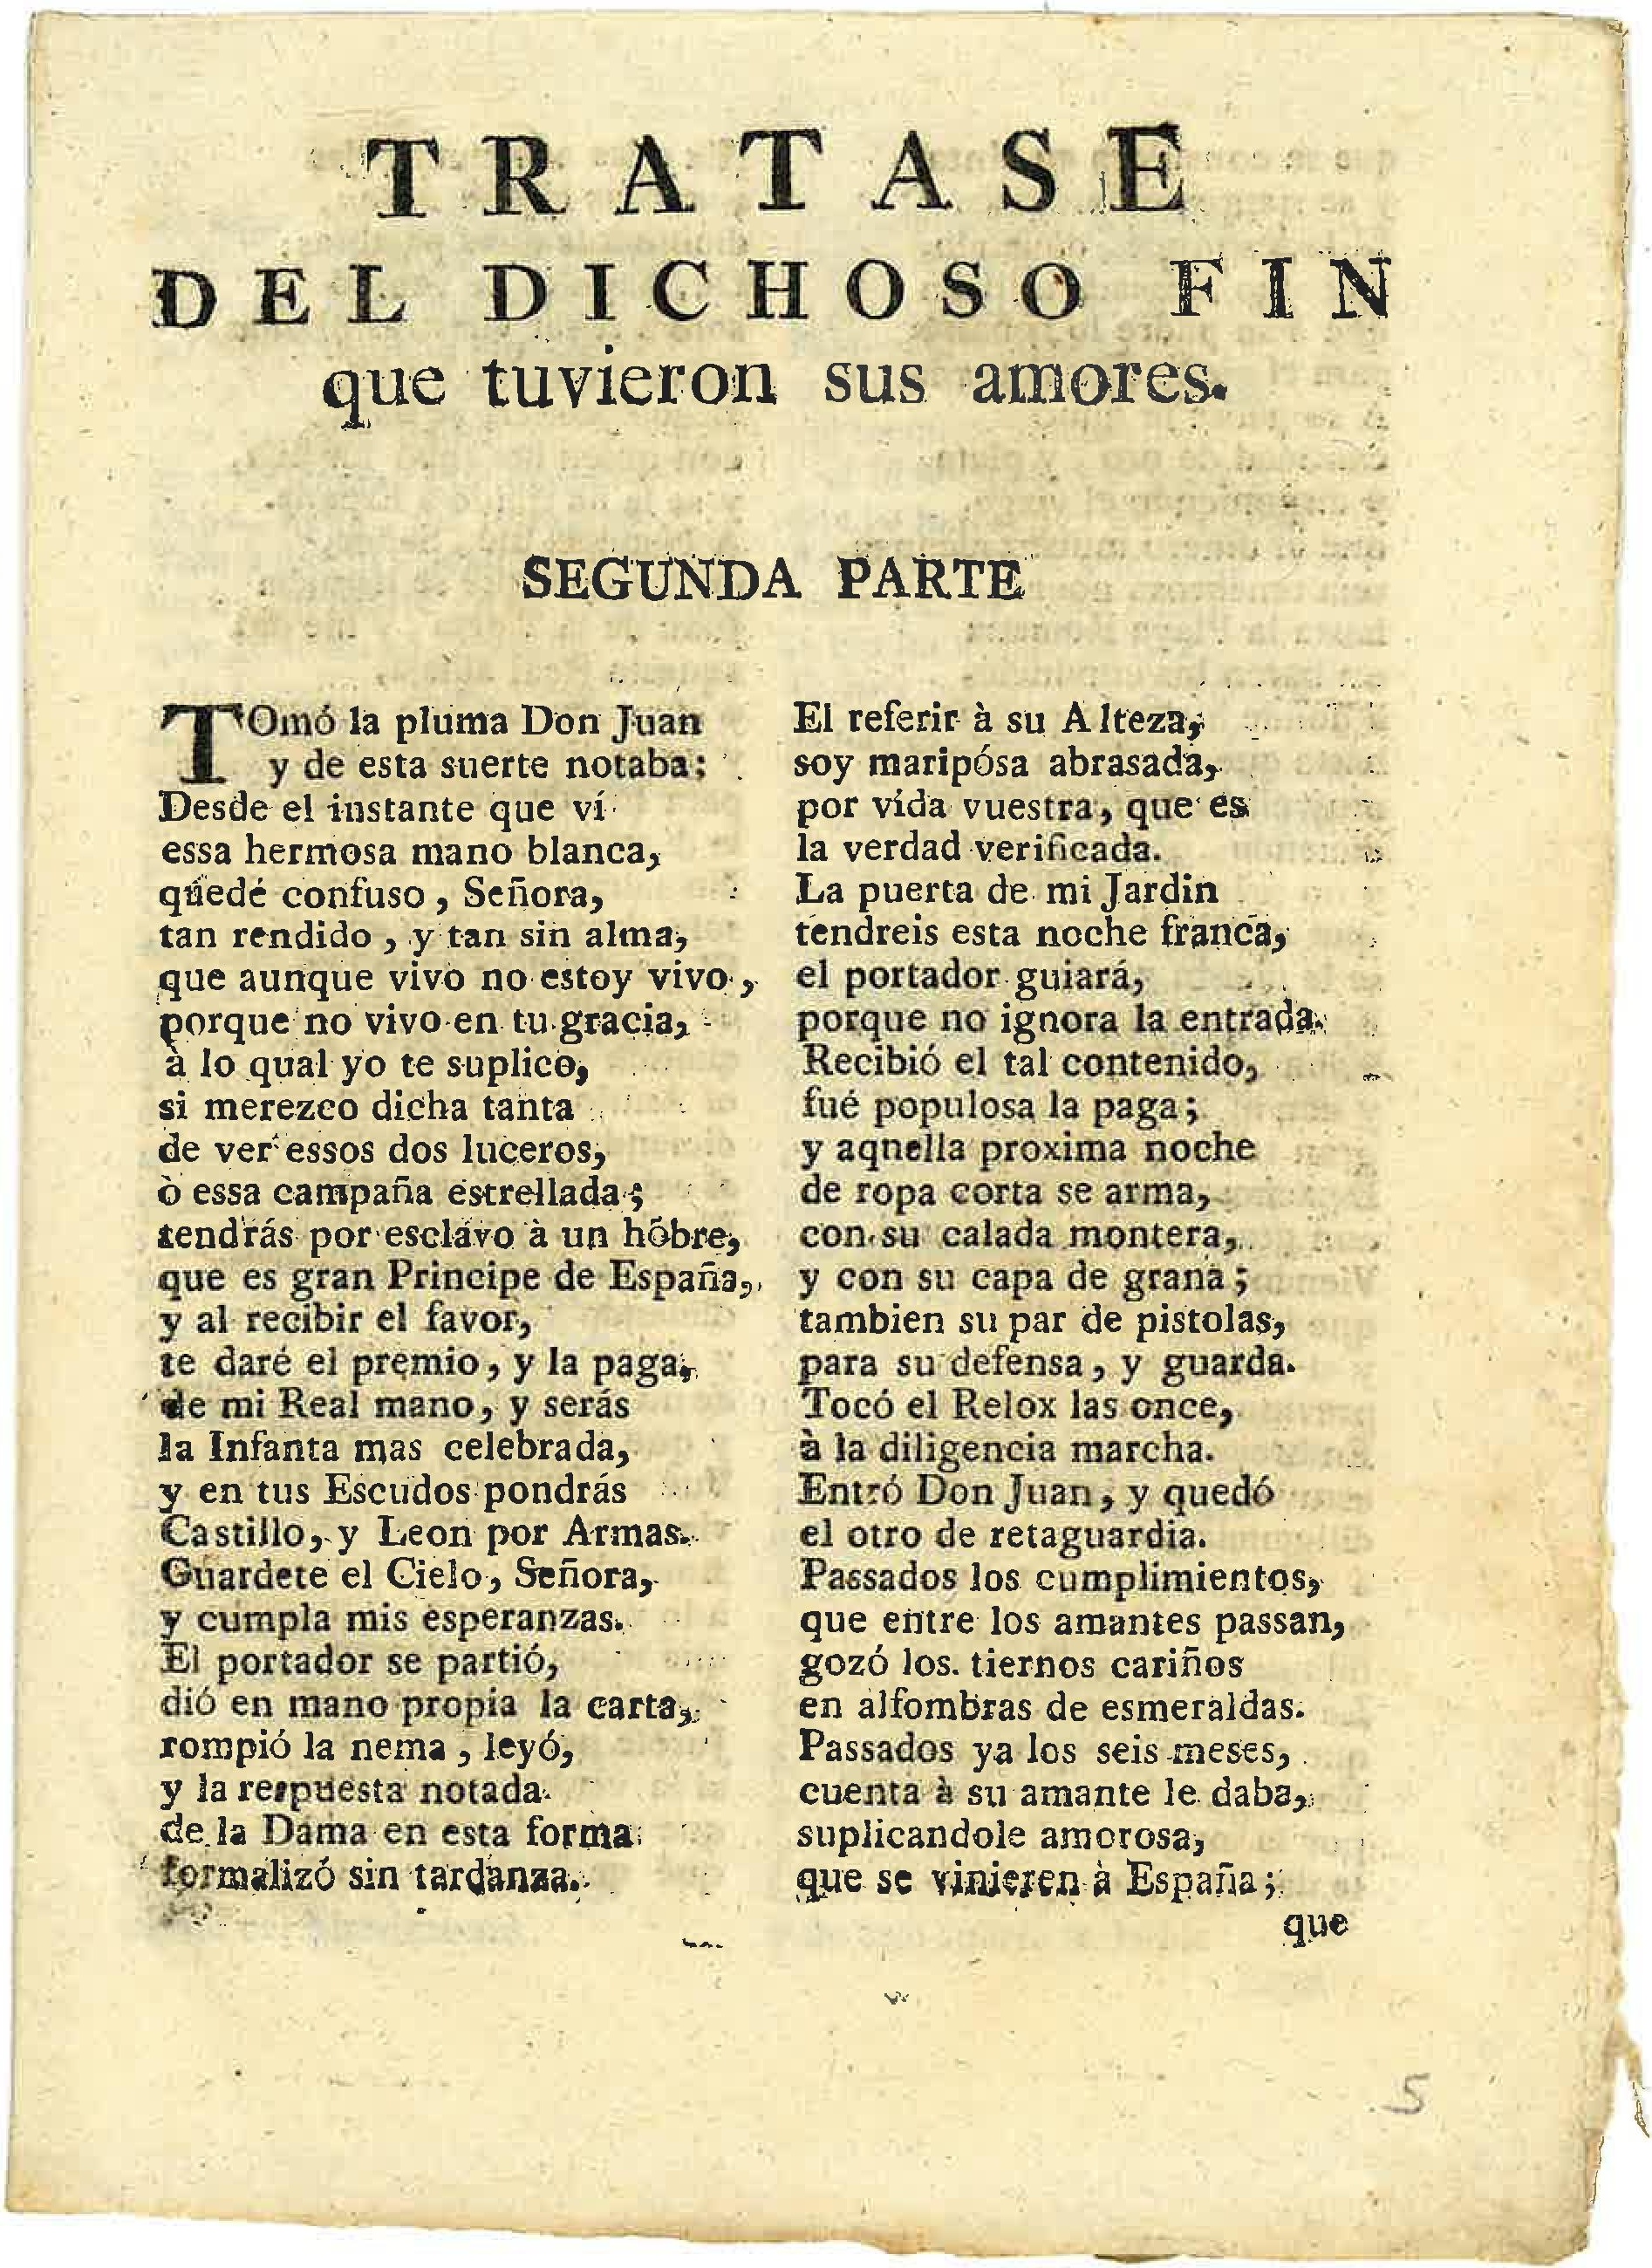 TRATASE
DEL DICHOSO FIN
que tuvieron sus amores.
SEGUNDA PARTE
TOmó la pluma Don Juan
y de esta suerte notaba;
Desde el instante que ví
essa hermosa mano blanca,
quedé confuso, Señora,
tan rendido, y tan sin alma,
que aunque vivo no estoy vivo,
porque no vivo en tu gracia,
à lo qual yo te suplico,
si merezco dicha tanta
de ver essos dos luceros,
ò essa campaña estrellada;
tendrás por esclavo à un hõbre,
que es gran Principe de España,
y al recibir el favor,
te daré el premio, y la paga,
de mi Real mano, y serás
la Infanta mas celebrada,
y en tus Escudos pondrás
Castillo, y Leon por Armas.
Guardete el Cielo, Señora,
y cumpla mis esperanzas.
El portador se partió,
dió en mano propia la carta,
rompió la nema, leyó,
y la respuesta notada
de la Dama en esta forma
formalizó sin tardanza.
El referir à su Alteza,
soy maripósa abrasada,
por vída vuestra, que es
la verdad verificada.
La puerta de mi Jardin
tendreis esta noche franca,
el portador guiará,
porque no ignora la entrada.
Recibió el tal contenido,
fué populosa la paga;
y aqnella proxima noche
de ropa corta se arma,
con su calada montera,
y con su capa de grana;
tambien su par de pistolas,
para su defensa, y guarda.
Tocó el Relox las once,
à la diligencia marcha.
Entró Don Juan, y quedó
el otro de retaguardia.
Passados los cumplimientos,
que entre los amantes passan,
gozó los. tiernos cariños
en alfombras de esmeraldas.
Passados ya los seis meses,
cuenta à su amante le daba,
suplicandole amorosa,
que se vinieren à España;
que
5